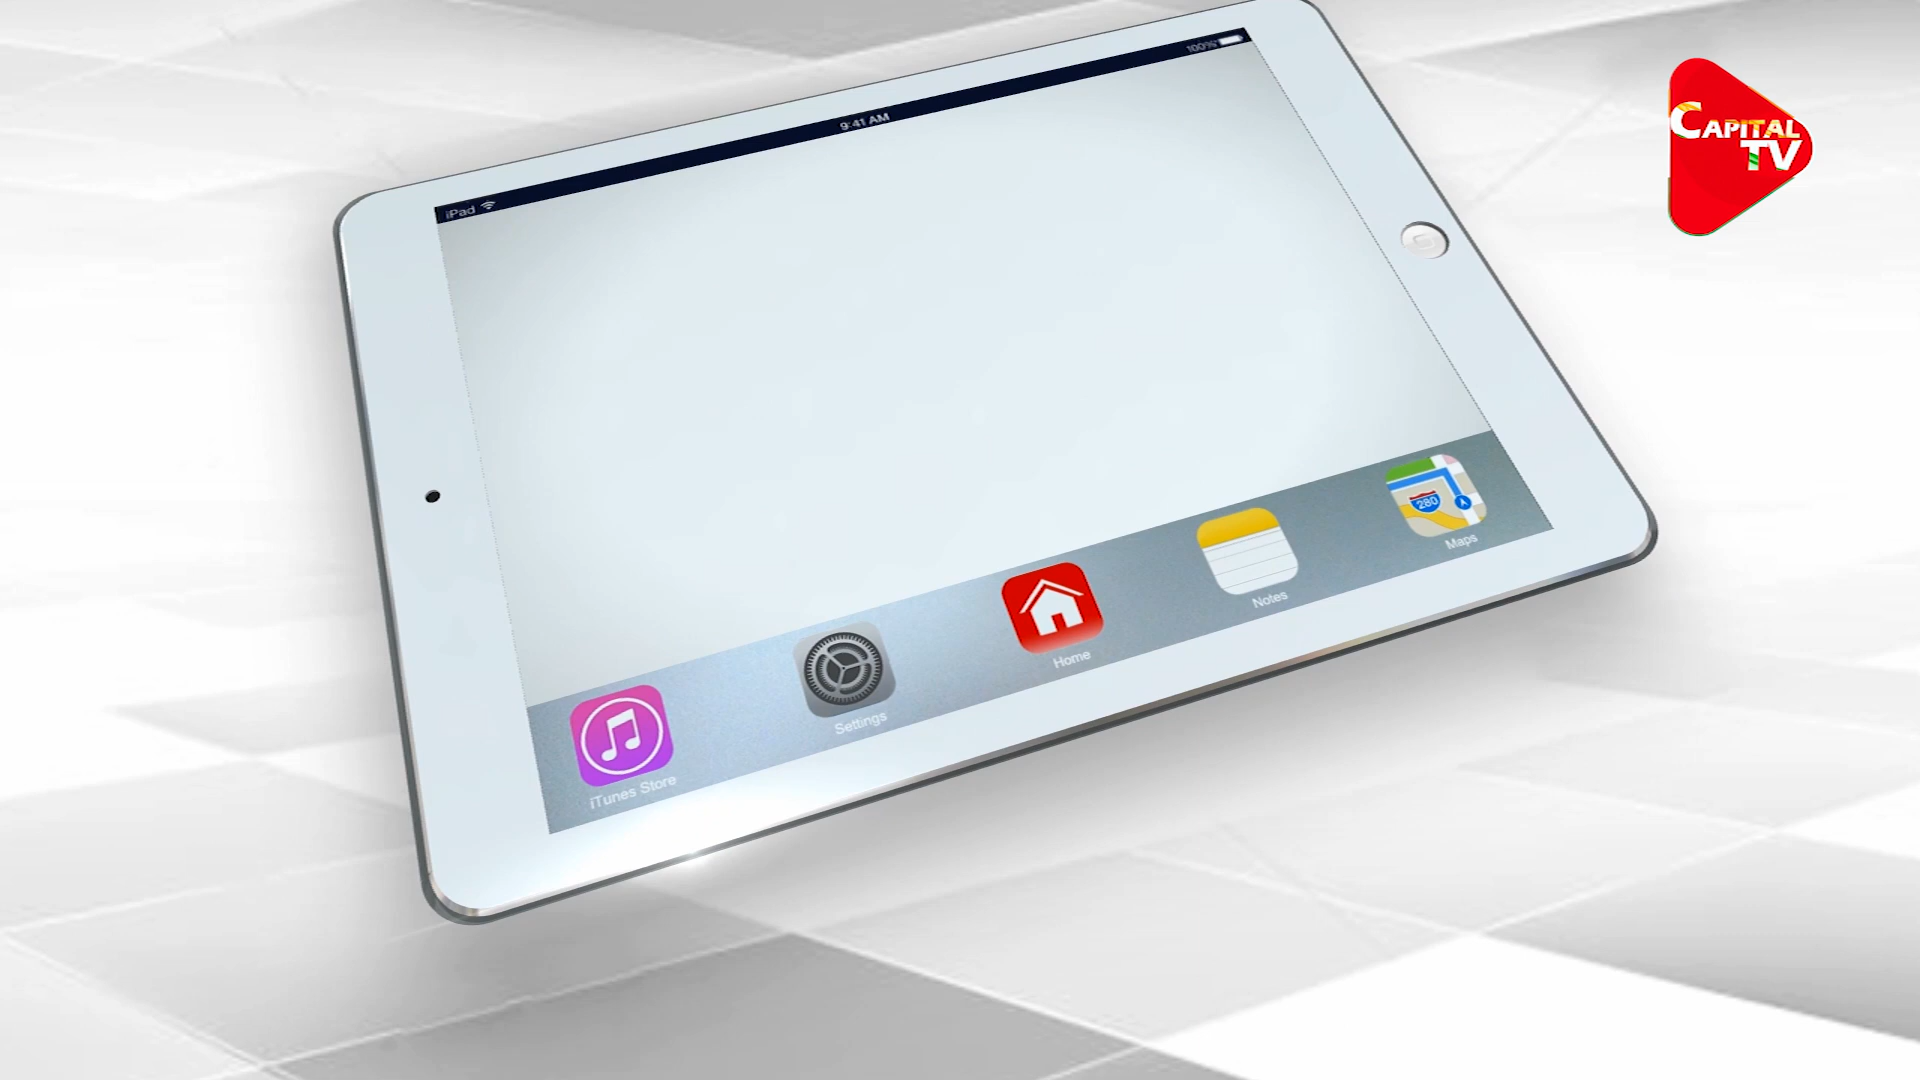 100%
9:41 AM
iPad
CAPITAL
TV
280
Maps
Notes
Home
Settings
iTunes Store